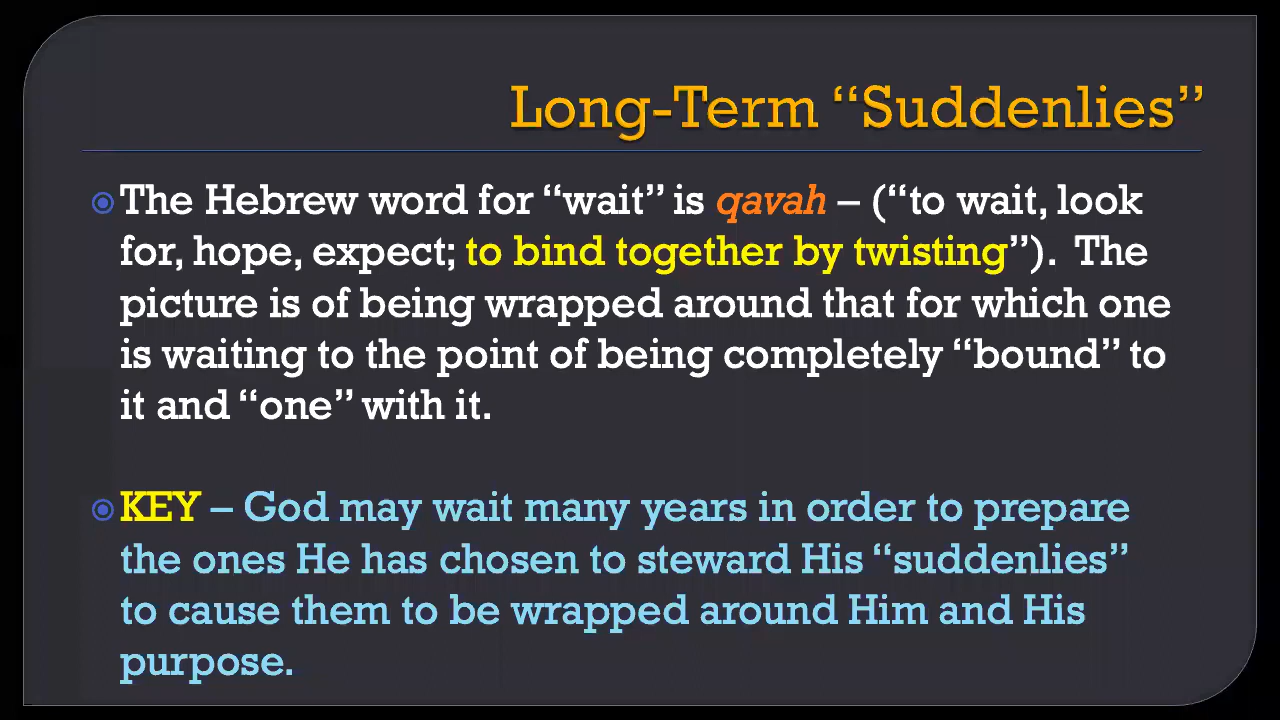 Long-Term “Suddenlies”
The Hebrew word for “wait” is qavah – (“to wait, look
for, hope, expect; to bind together by twisting”).  The
picture is of being wrapped around that for which one
is waiting to the point of being completely “bound” to
it and “one” with it.
KEY – God may wait many years in order to prepare
the ones He has chosen to steward His “suddenlies”
to cause them to be wrapped around Him and His
purpose.